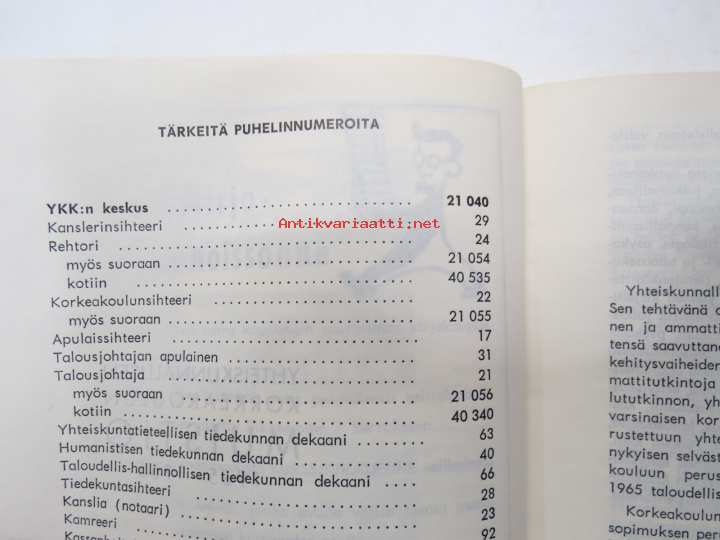 TÄRKEITÄ PUHELINNUMEROITA
YKK:n keskus 21 040
Kanslerinsihteeri 29
Rehtori 24
myös suoraan 21 054
kotiin 40 535
Korkeakoulunsihteeri 22
myös suoraan 21 055
Apulaissihteeri 17
Talousjohtajan apulainen 31
Talousjohtaja 21
myös suoraan 21 056
kotiin 40 340
Yhteiskuntatieteellisen tiedekunnan dekaani 63
Humanistisen tiedekunnan dekaani 40
Taloudellis-hallinnollisen tiedekunnan dekaani 66
Tiedekuntasihteeri 28
Kanslia (notaari) 23
Kamreeri 92
Antikvariaatti.net
Yhteiskunnall
Sen tehtävänä o
nen ja ammatti
tensä saavuttanu
kehitysvaiheiden
mattitutkintoja
lututkinnon, yh
varsinaisen kor
rustettuun yhte
nykyisen selväst
kouluun perus
1965 taloudellis
Korkeakoulun
sopimuksen peru